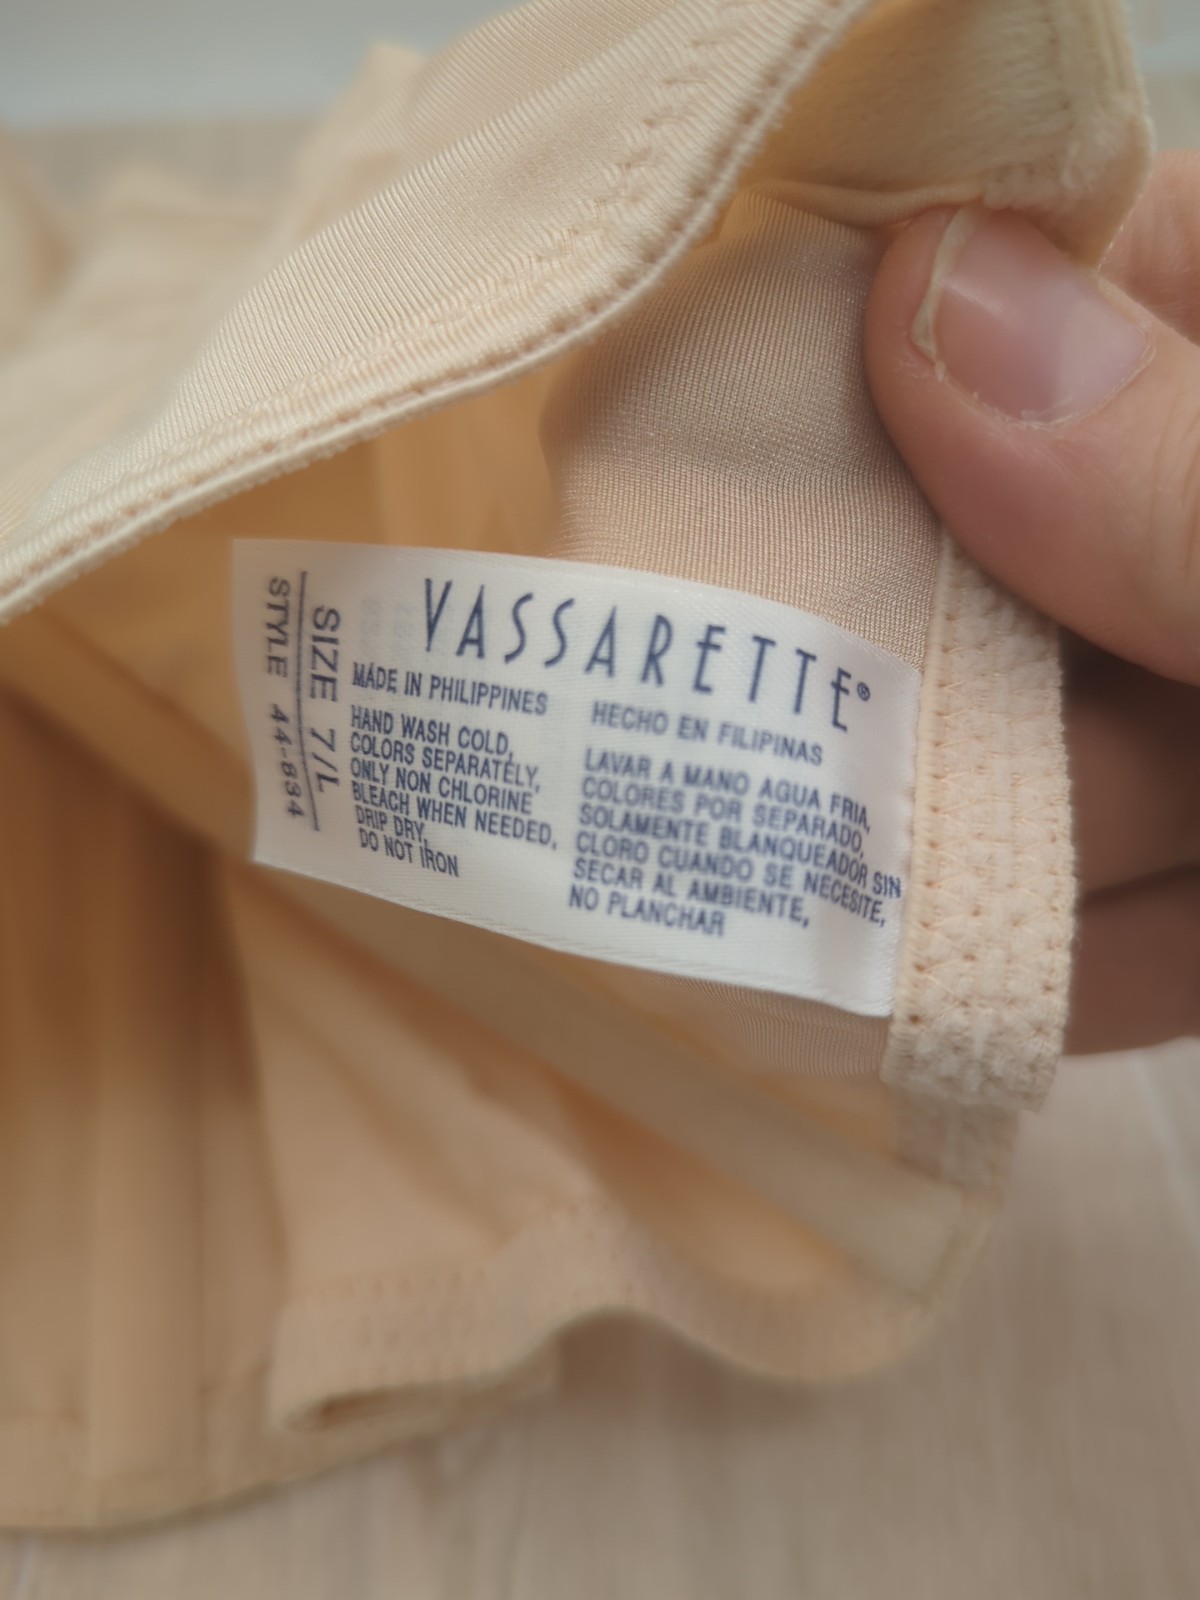 VASSARETTE®
MADE IN PHILIPPINES
HAND WASH COLD,
COLORS SEPARATELY,
ONLY NON CHLORINE
BLEACH WHEN NEEDED,
DRIP DRY,
DO NOT IRON
HECHO EN FILIPINAS
LAVAR A MANO AGUA FRIA,
COLORES POR SEPARADO,
SOLAMENTE BLANQUEADOR SIN
CLORO CUANDO SE NECESITE,
SECAR AL AMBIENTE,
NO PLANCHAR
SIZE 7/L
STYLE 44-834